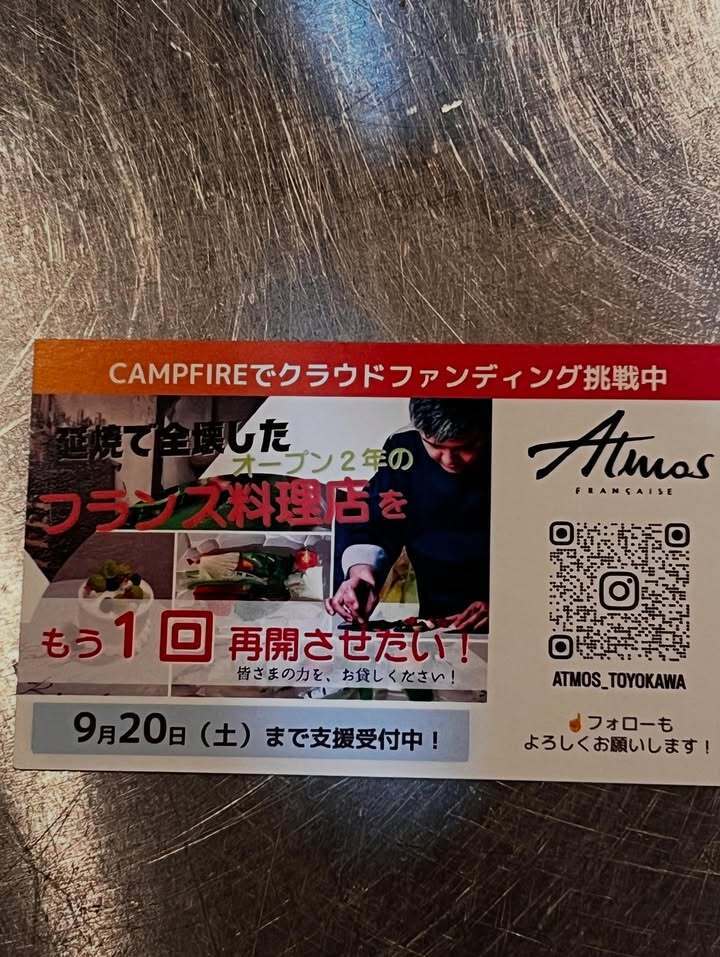 CAMPFIREでクラウドファンディング挑戦中
延焼で全壊した
オープン2年の
フランス料理店を
もう1回再開させたい!
皆さまの力を、お貸しください!
9月20日(土)まで支援受付中!
Atmos
FRANÇAISE
ATMOS_TOYOKAWA
☝フォローも
よろしくお願いします!